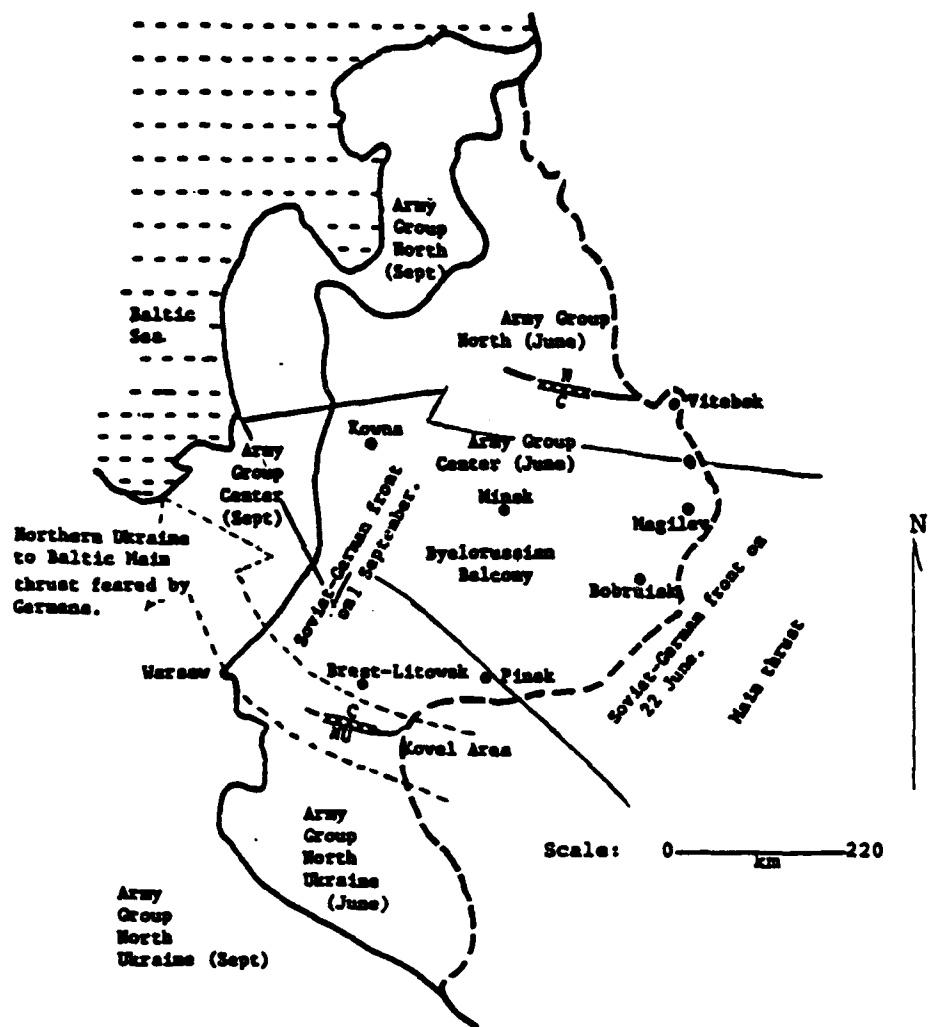 Army
Group
North
(Sept)
Baltic
Sea
Army Group
North (June)
N
C
Vitebsk
Kowno
Army
Group
Center
(Sept)
Army Group
Center (June)
Minsk
Magilev
Northern Ukraine
to Baltic Main
thrust feared by
Germans.
Soviet-German front
on 1 September.
Byelorussian
Balcony
Bobruisk
N
Soviet-German front on
22 June.
Main thrust
Warsaw
Brest-Litowsk
Pinsk
C
NU
Kovel Area
Army
Group
North
Ukraine
(June)
Scale: 0 220
km
Army
Group
North
Ukraine (Sept)